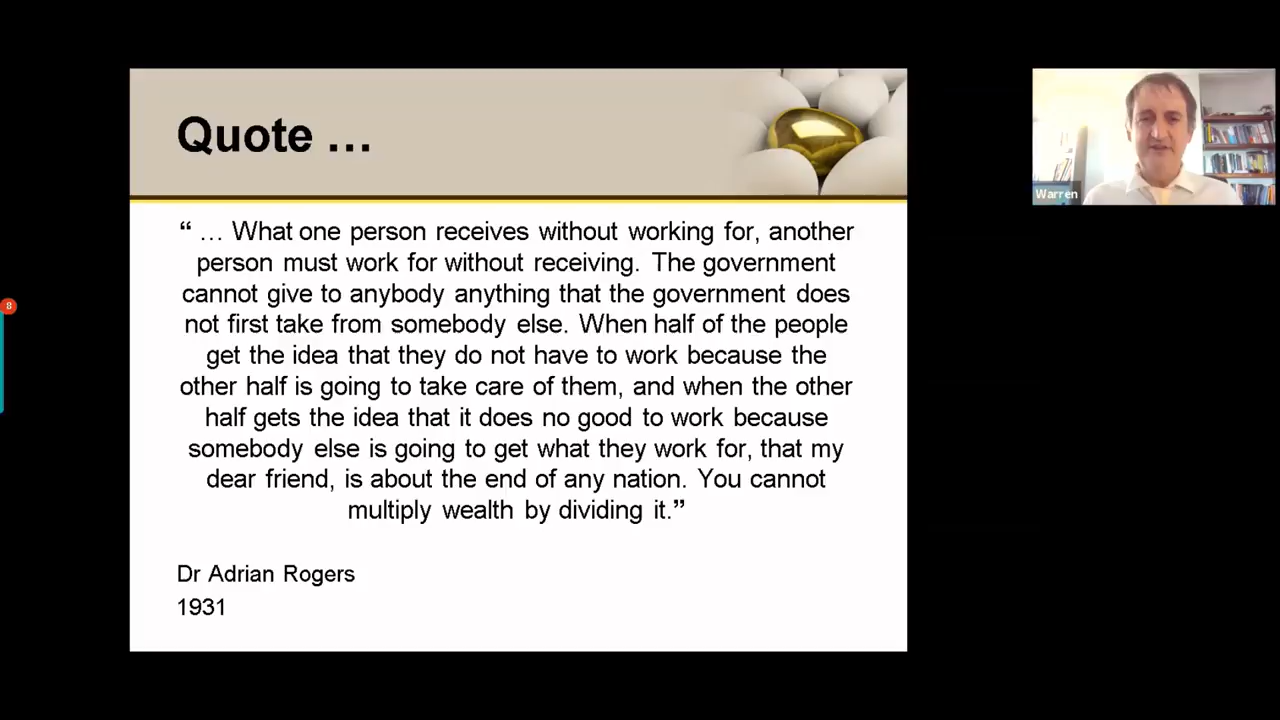 Quote ...
“ ... What one person receives without working for, another
person must work for without receiving. The government
cannot give to anybody anything that the government does
not first take from somebody else. When half of the people
get the idea that they do not have to work because the
other half is going to take care of them, and when the other
half gets the idea that it does no good to work because
somebody else is going to get what they work for, that my
dear friend, is about the end of any nation. You cannot
multiply wealth by dividing it.”
Dr Adrian Rogers
1931
Warren
8